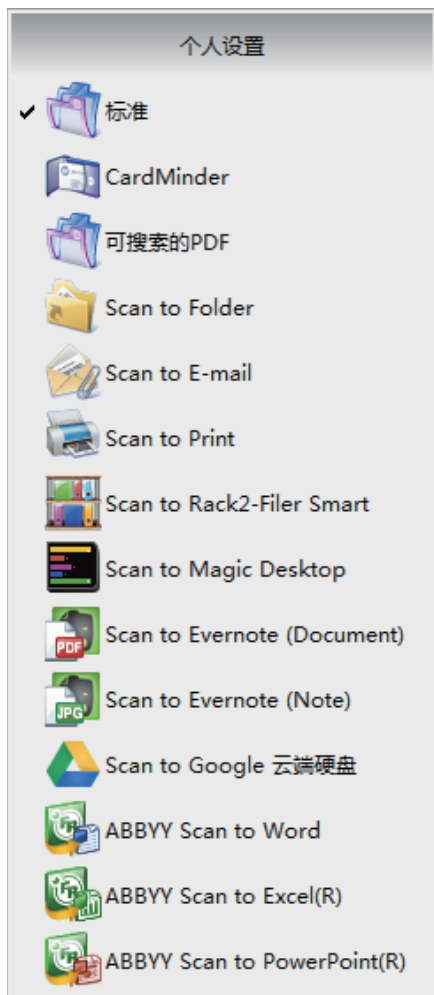 个人设置
标准
CardMinder
可搜索的PDF
Scan to Folder
Scan to E-mail
Scan to Print
Scan to Rack2-Filer Smart
Scan to Magic Desktop
PDF
Scan to Evernote (Document)
JPG
Scan to Evernote (Note)
Scan to Google 云端硬盘
ABBYY Scan to Word
ABBYY Scan to Excel(R)
ABBYY Scan to PowerPoint(R)